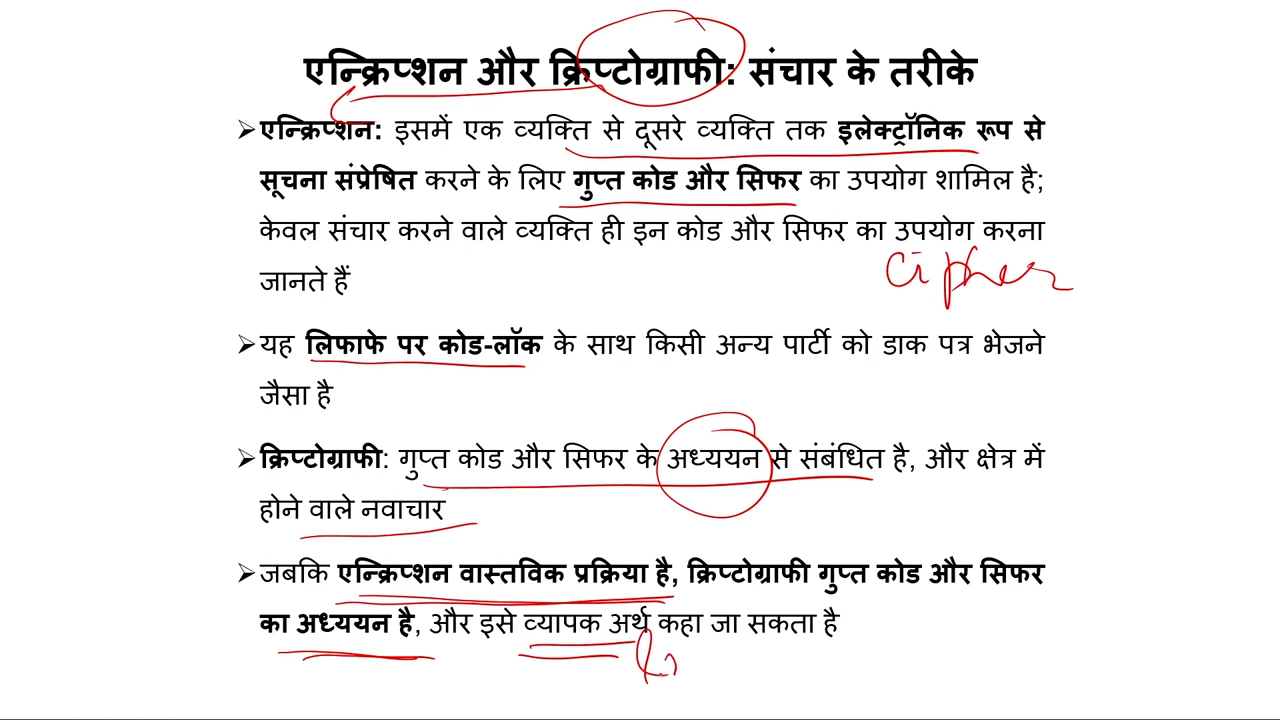 एन्क्रिप्शन और क्रिप्टोग्राफी: संचार के तरीके
➢एन्क्रिप्शन: इसमें एक व्यक्ति से दूसरे व्यक्ति तक इलेक्ट्रॉनिक रूप से
सूचना संप्रेषित करने के लिए गुप्त कोड और सिफर का उपयोग शामिल है;
केवल संचार करने वाले व्यक्ति ही इन कोड और सिफर का उपयोग करना
जानते हैं
cipher
➢यह लिफाफे पर कोड-लॉक के साथ किसी अन्य पार्टी को डाक पत्र भेजने
जैसा है
➢क्रिप्टोग्राफी: गुप्त कोड और सिफर के अध्ययन से संबंधित है, और क्षेत्र में
होने वाले नवाचार
➢जबकि एन्क्रिप्शन वास्तविक प्रक्रिया है, क्रिप्टोग्राफी गुप्त कोड और सिफर
का अध्ययन है, और इसे व्यापक अर्थ कहा जा सकता है